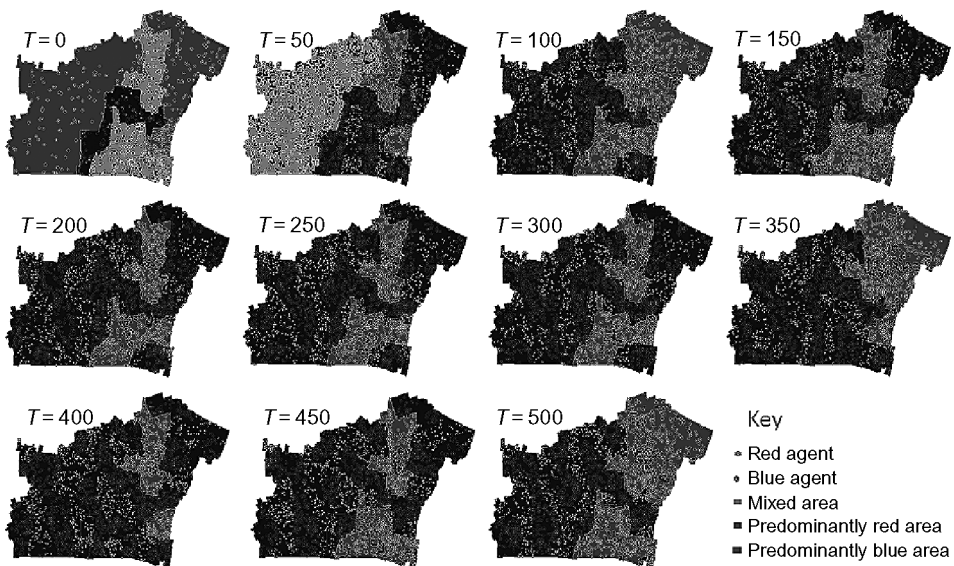 T = 0
T = 50
T = 100
T = 150
T = 200
T = 250
T = 300
T = 350
T = 400
T = 450
T = 500
Key
Red agent
Blue agent
Mixed area
Predominantly red area
Predominantly blue area